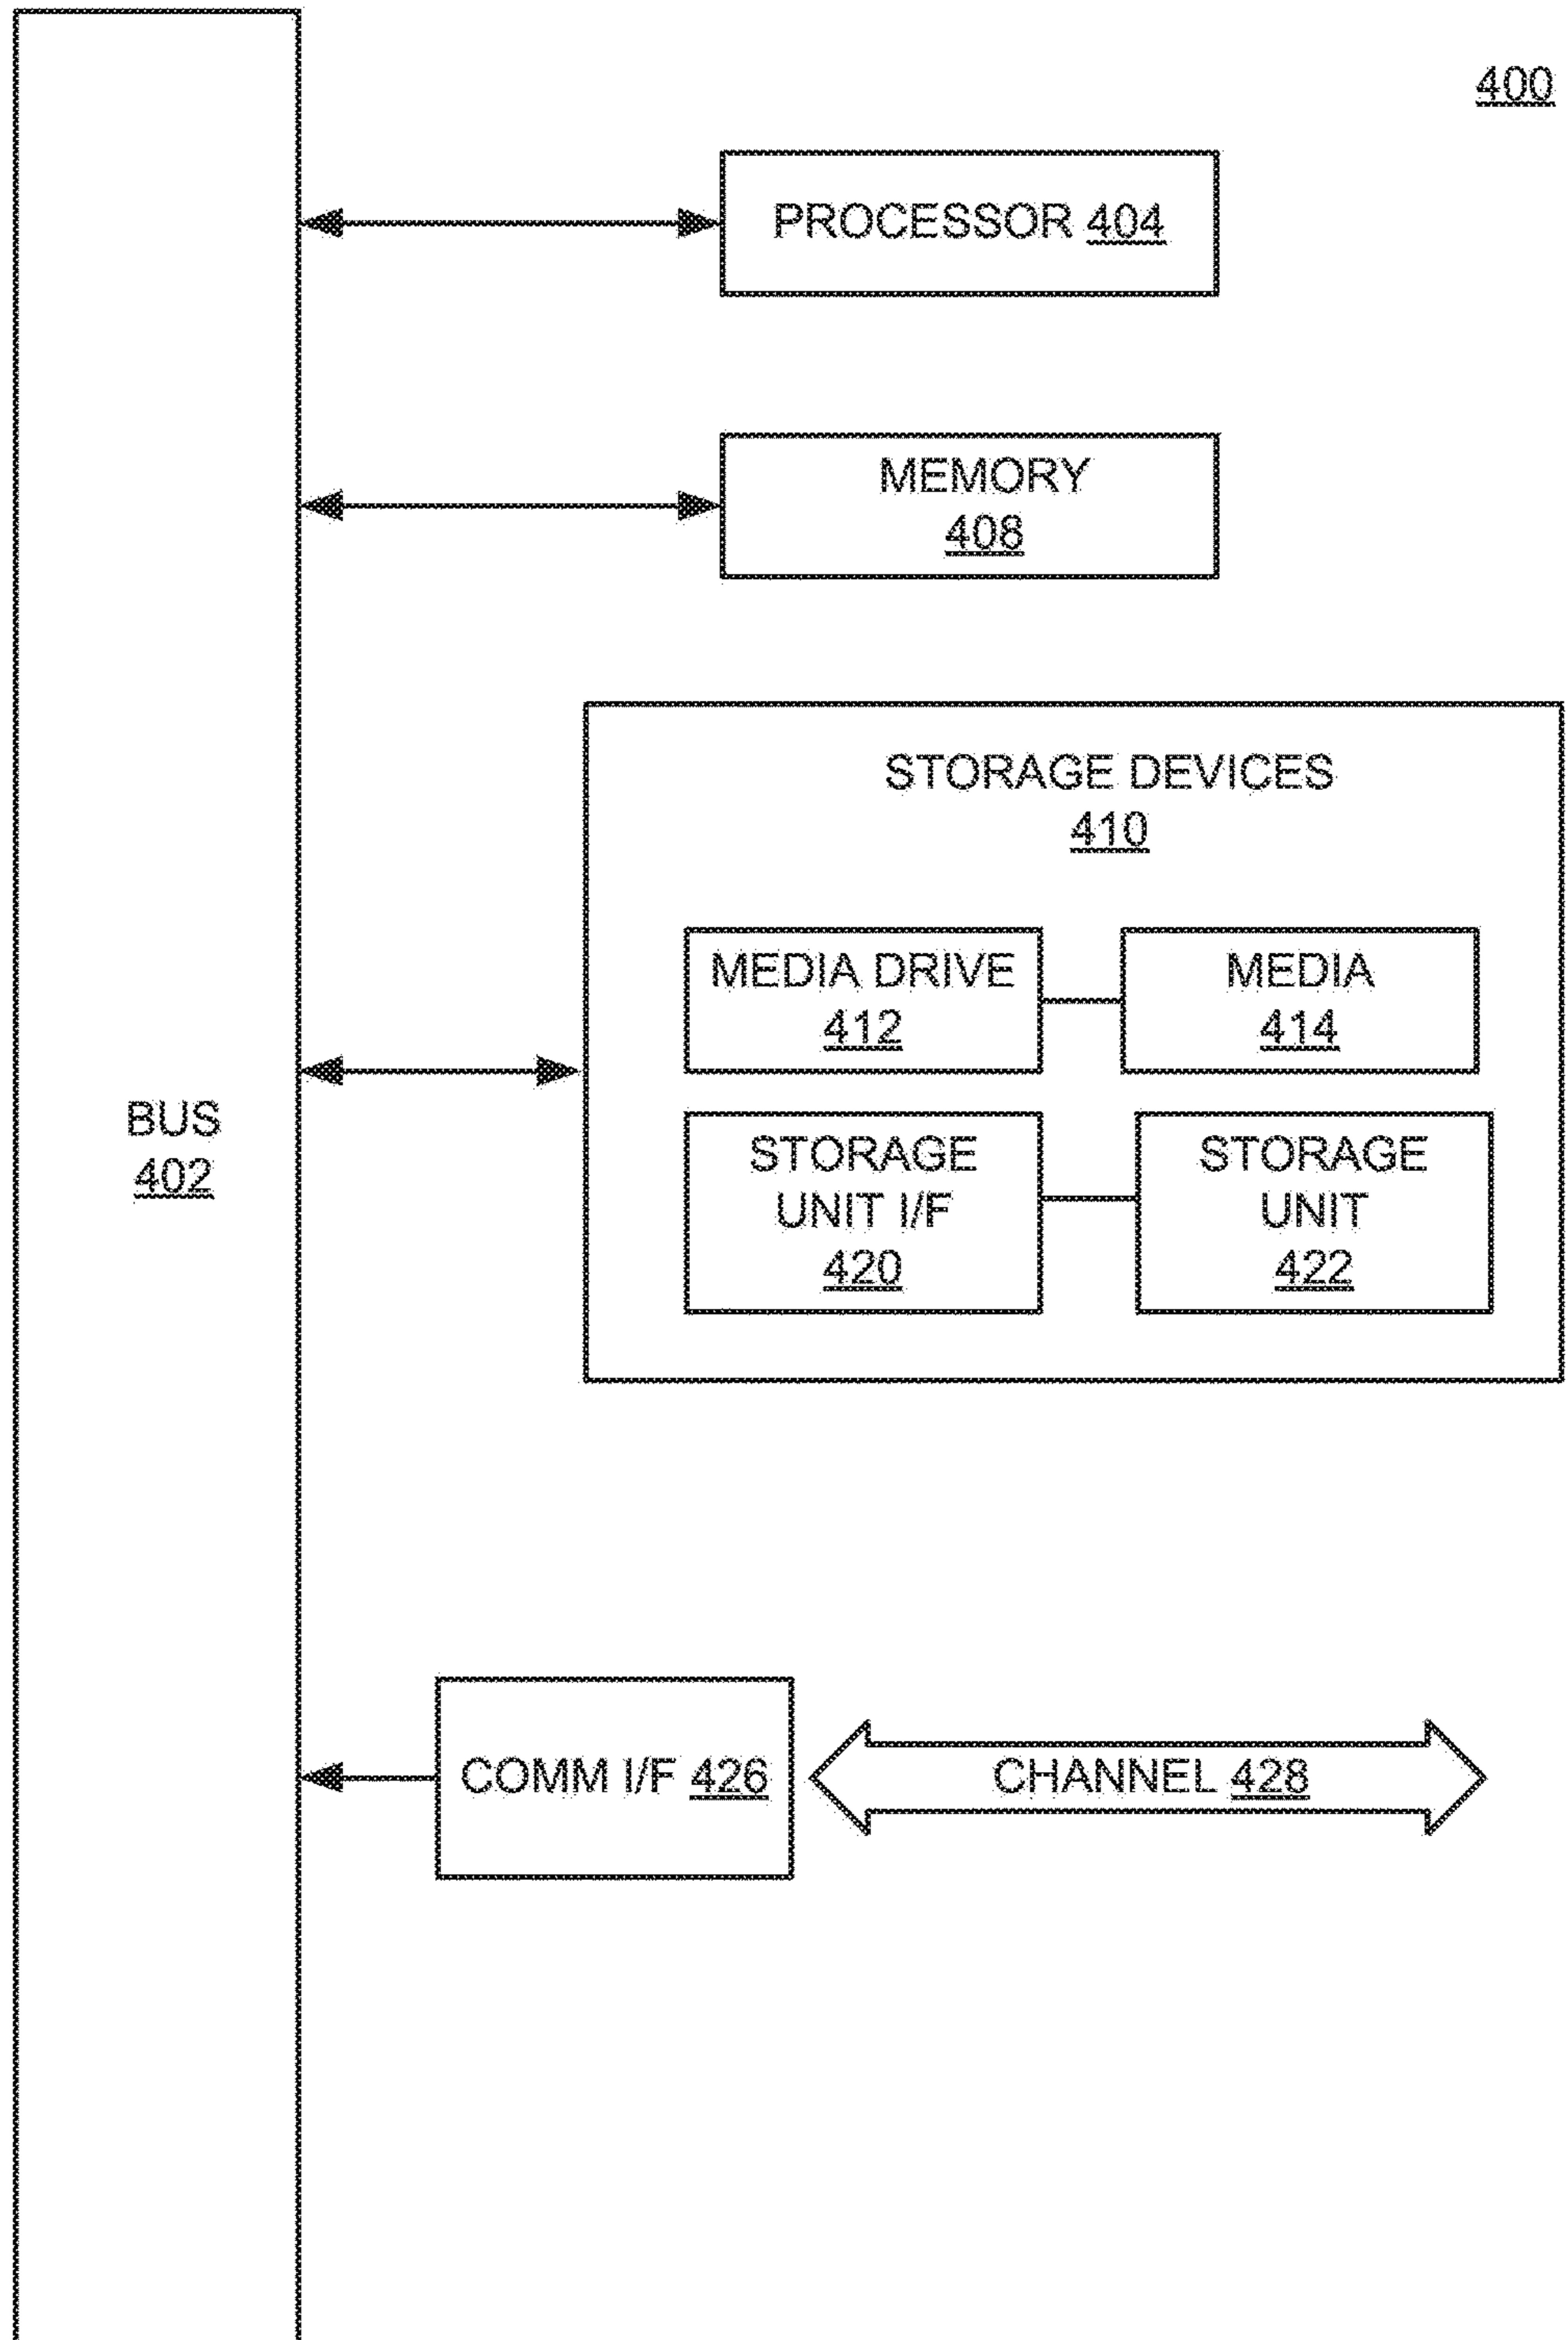 400
PROCESSOR 404
MEMORY
408
STORAGE DEVICES
410
MEDIA DRIVE
412
MEDIA
414
BUS
402
STORAGE
UNIT I/F
420
STORAGE
UNIT
422
COMM I/F 426
CHANNEL 428